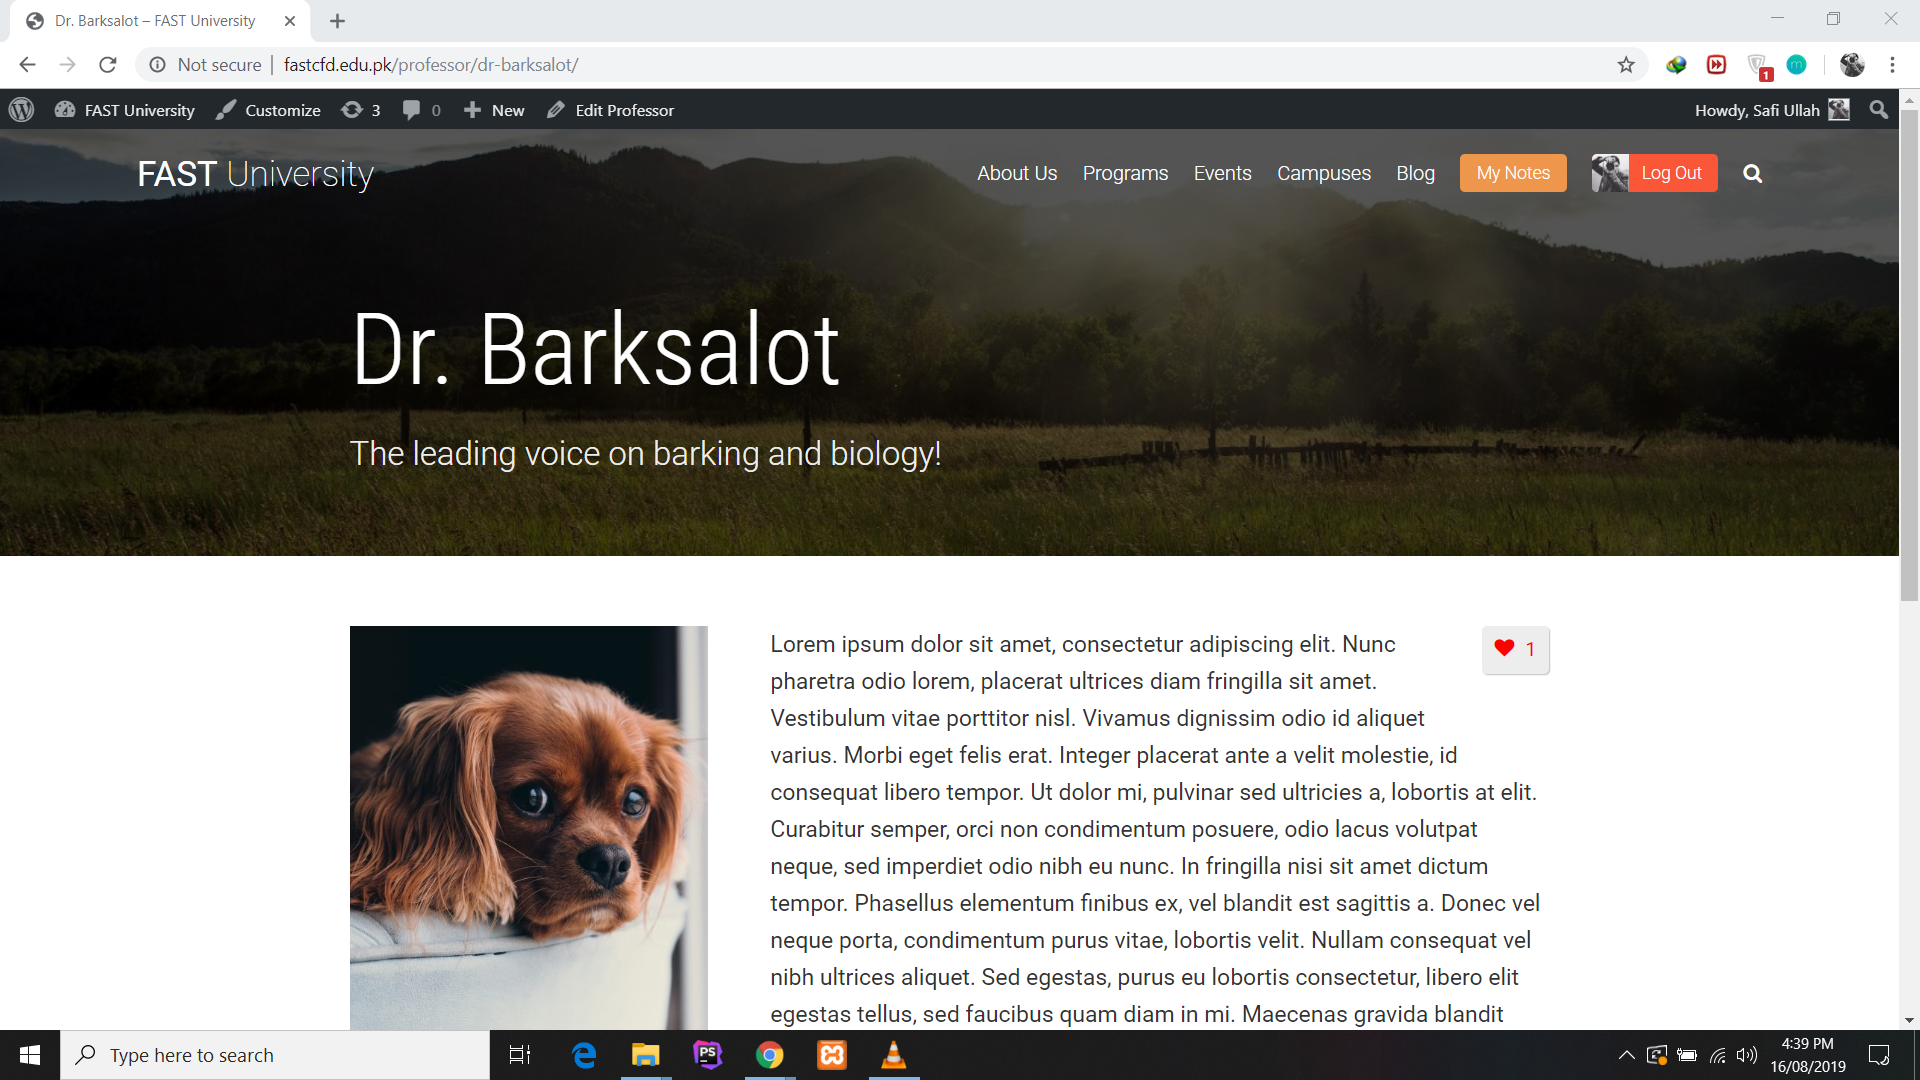 Dr. Barksalot – FAST University
Not secure | fastcfd.edu.pk/professor/dr-barksalot/
1
m
FAST University Customize 3 0 New Edit Professor
Howdy, Safi Ullah
FAST University
About Us Programs Events Campuses Blog My Notes Log Out
Dr. Barksalot
The leading voice on barking and biology!
1
Lorem ipsum dolor sit amet, consectetur adipiscing elit. Nunc
pharetra odio lorem, placerat ultrices diam fringilla sit amet.
Vestibulum vitae porttitor nisl. Vivamus dignissim odio id aliquet
varius. Morbi eget felis erat. Integer placerat ante a velit molestie, id
consequat libero tempor. Ut dolor mi, pulvinar sed ultricies a, lobortis at elit.
Curabitur semper, orci non condimentum posuere, odio lacus volutpat
neque, sed imperdiet odio nibh eu nunc. In fringilla nisi sit amet dictum
tempor. Phasellus elementum finibus ex, vel blandit est sagittis a. Donec vel
neque porta, condimentum purus vitae, lobortis velit. Nullam consequat vel
nibh ultrices aliquet. Sed egestas, purus eu lobortis consectetur, libero elit
egestas tellus, sed faucibus quam diam in mi. Maecenas gravida blandit
Type here to search
PS
4:39 PM
16/08/2019